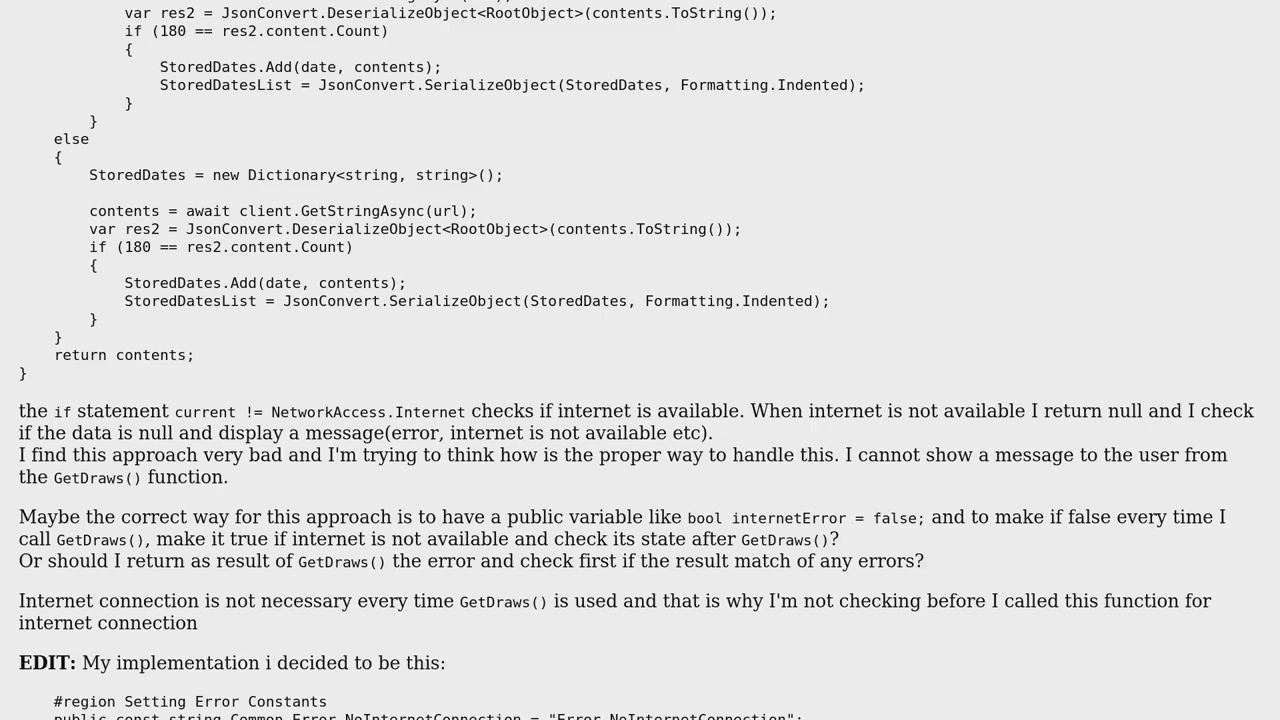 var res2 = JsonConvert.DeserializeObject<RootObject>(contents.ToString());
if (180 == res2.content.Count)
{
StoredDates.Add(date, contents);
StoredDatesList = JsonConvert.SerializeObject(StoredDates, Formatting.Indented);
}
}
else
{
StoredDates = new Dictionary<string, string>();
contents = await client.GetStringAsync(url);
var res2 = JsonConvert.DeserializeObject<RootObject>(contents.ToString());
if (180 == res2.content.Count)
{
StoredDates.Add(date, contents);
StoredDatesList = JsonConvert.SerializeObject(StoredDates, Formatting.Indented);
}
}
return contents;
}
the if statement current != NetworkAccess.Internet checks if internet is available. When internet is not available I return null and I check
if the data is null and display a message(error, internet is not available etc).
I find this approach very bad and I'm trying to think how is the proper way to handle this. I cannot show a message to the user from
the GetDraws() function.
Maybe the correct way for this approach is to have a public variable like bool internetError = false; and to make if false every time I
call GetDraws(), make it true if internet is not available and check its state after GetDraws()?
Or should I return as result of GetDraws() the error and check first if the result match of any errors?
Internet connection is not necessary every time GetDraws() is used and that is why I'm not checking before I called this function for
internet connection
EDIT: My implementation i decided to be this:
#region Setting Error Constants
public const string Common_Error_NoInternetConnection = "Error_NoInternetConnection";